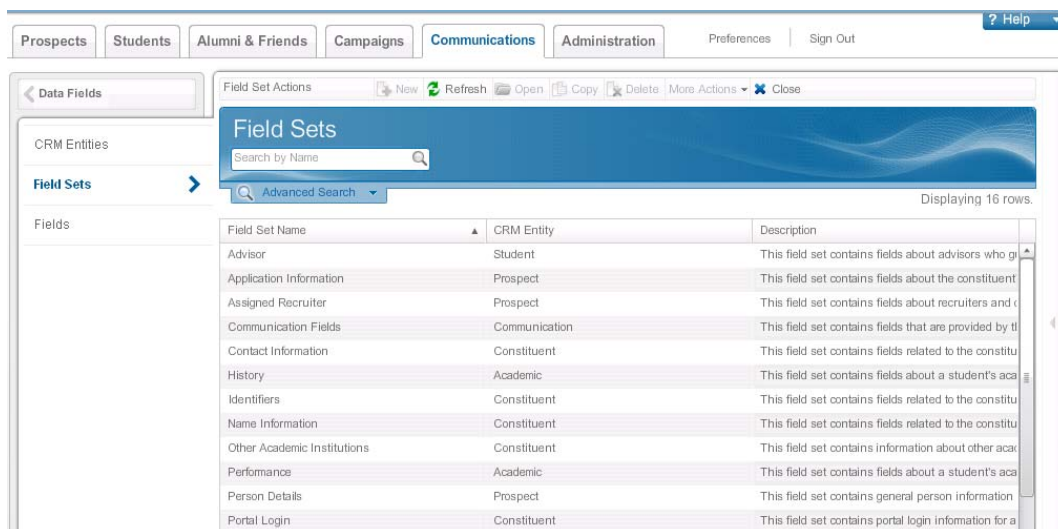 ? Help
Prospects Students Alumni & Friends Campaigns Communications Administration Preferences Sign Out
Data Fields
Field Set Actions New Refresh Open Copy Delete More Actions Close
CRM Entities
Field Sets
Fields
Field Sets
Search by Name
Advanced Search
Displaying 16 rows.
Field Set Name CRM Entity Description
Advisor Student This field set contains fields about advisors who
Application Information Prospect This field set contains fields about the constituent
Assigned Recruiter Prospect This field set contains fields about recruiters and
Communication Fields Communication This field set contains fields that are provided by
Contact Information Constituent This field set contains fields related to the constitu
History Academic This field set contains fields about a student's aca
Identifiers Constituent This field set contains fields related to the constitu
Name Information Constituent This field set contains fields related to the constitu
Other Academic Institutions Constituent This field set contains information about other aca
Performance Academic This field set contains fields about a student's aca
Person Details Prospect This field set contains general person information
Portal Login Constituent This field set contains portal login information for a